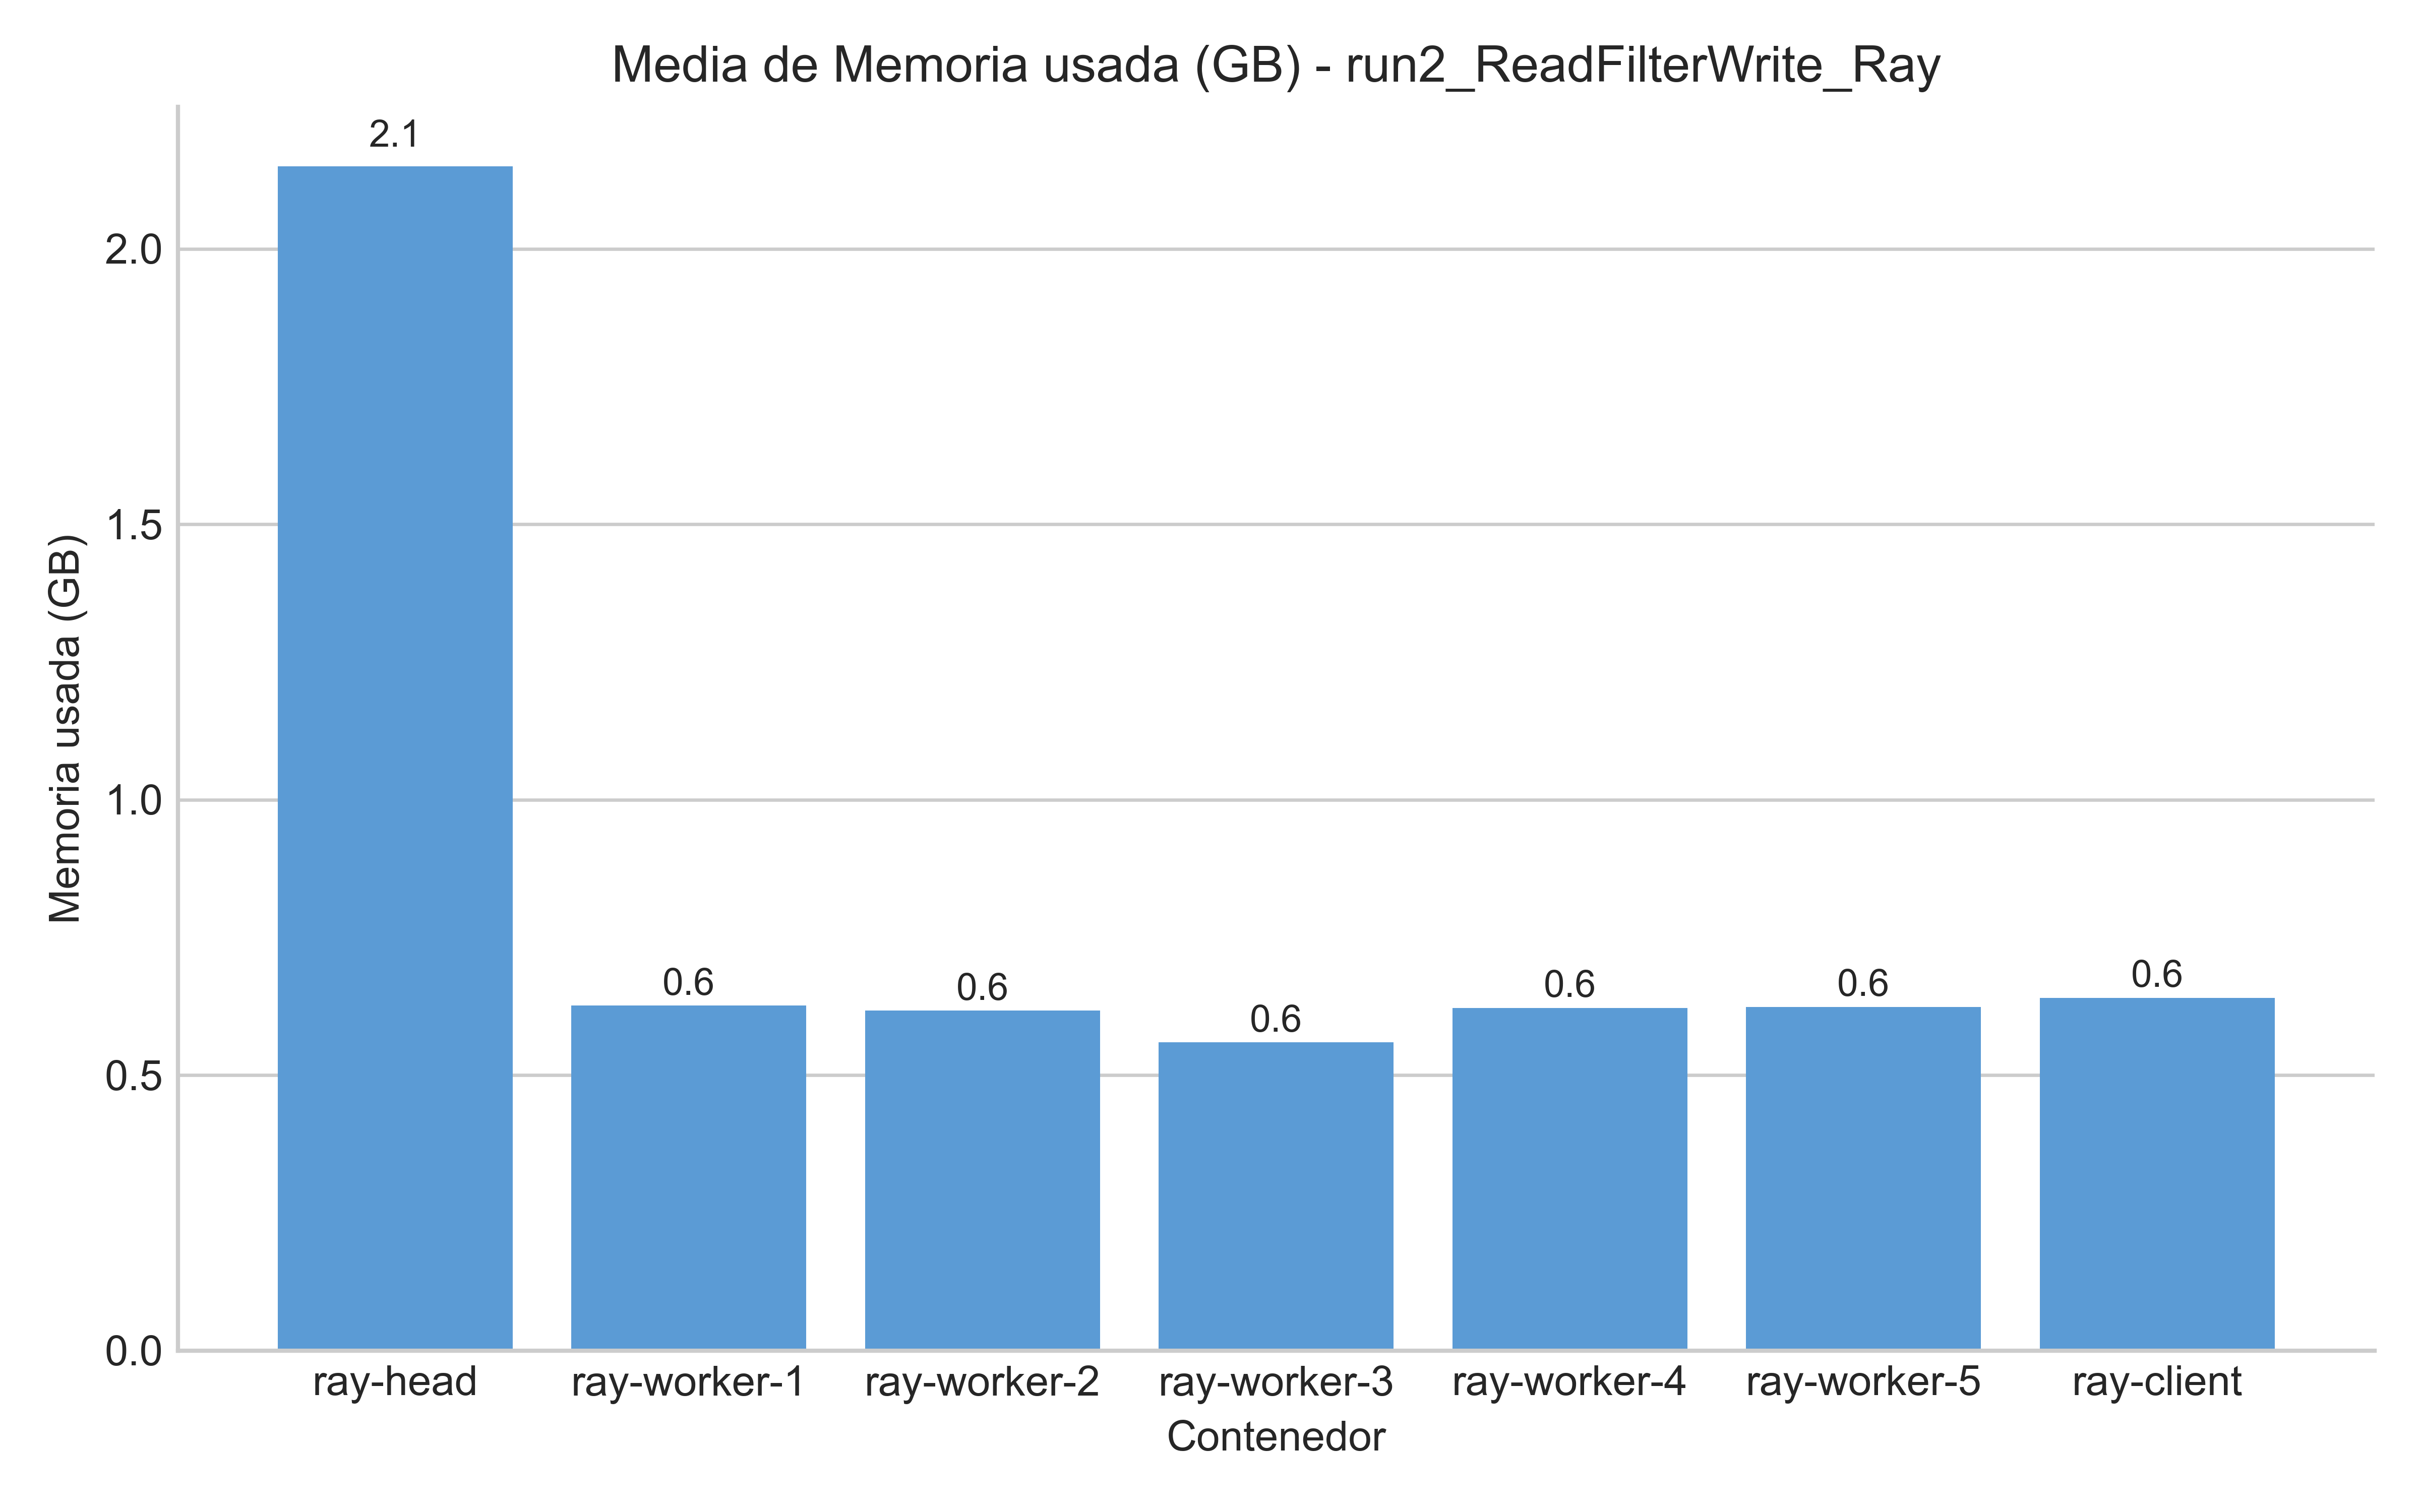 Media de Memoria usada (GB) - run2_ReadFilterWrite_Ray
2.1
2.0
1.5
1.0
0.5
0.0
Memoria usada (GB)
0.6
0.6
0.6
0.6
0.6
0.6
ray-head
ray-worker-1
ray-worker-2
ray-worker-3
ray-worker-4
ray-worker-5
ray-client
Contenedor